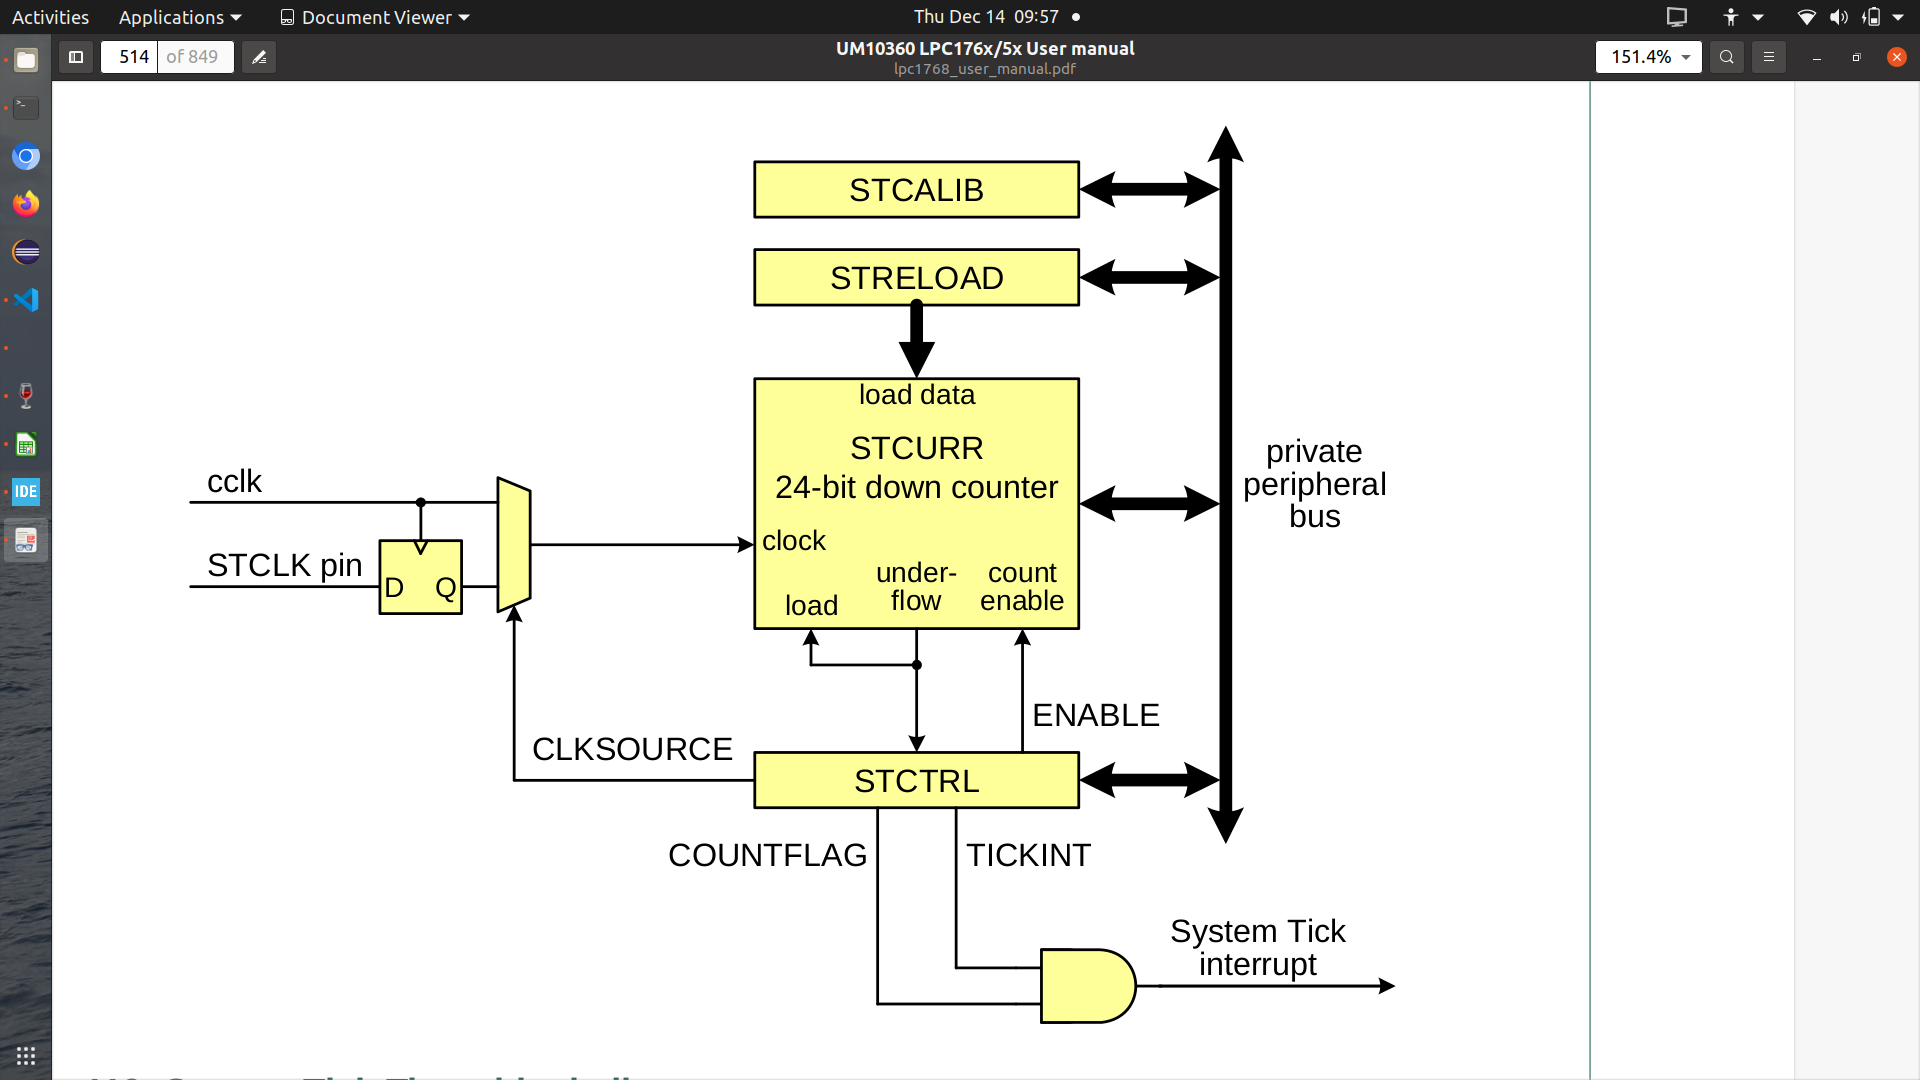 Activities Applications Document Viewer Thu Dec 14 09:57
514 of 849 UM10360 LPC176x/5x User manual 151.4%
lpc1768_user_manual.pdf
STCALIB
STRELOAD
load data
STCURR
24-bit down counter
clock
load
under-
flow
count
enable
private
peripheral
bus
cclk
STCLK pin
D Q
IDE
ENABLE
CLKSOURCE
STCTRL
COUNTFLAG
TICKINT
System Tick
interrupt